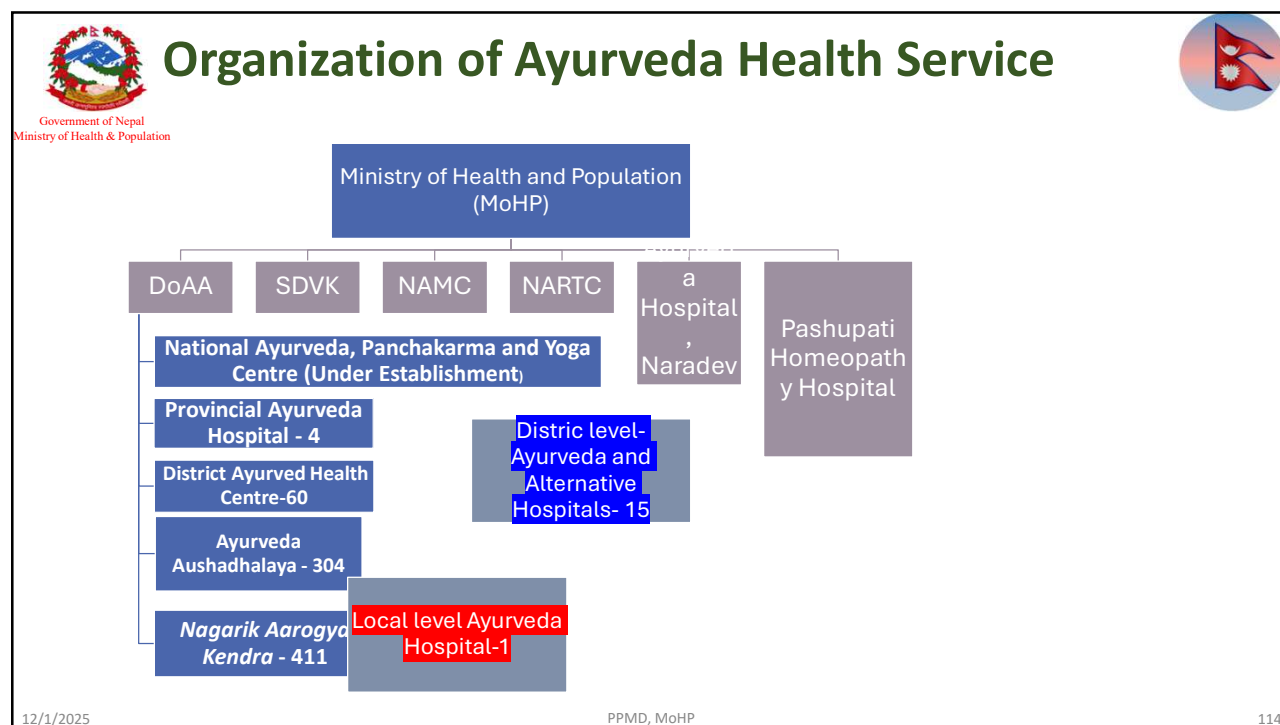 Organization of Ayurveda Health Service
Government of Nepal
Ministry of Health & Population
Ministry of Health and Population
(MoHP)
DoAA
SDVK
NAMC
NARTC
a
Hospital
,
Naradev
Pashupati
Homeopath
y Hospital
National Ayurveda, Panchakarma and Yoga
Centre (Under Establishment)
Provincial Ayurveda
Hospital - 4
Distric level-
Ayurveda and
Alternative
Hospitals- 15
District Ayurved Health
Centre-60
Ayurveda
Aushadhalaya - 304
Nagarik Aarogya
Kendra - 411
Local level Ayurveda
Hospital-1
12/1/2025
PPMD, MoHP
114